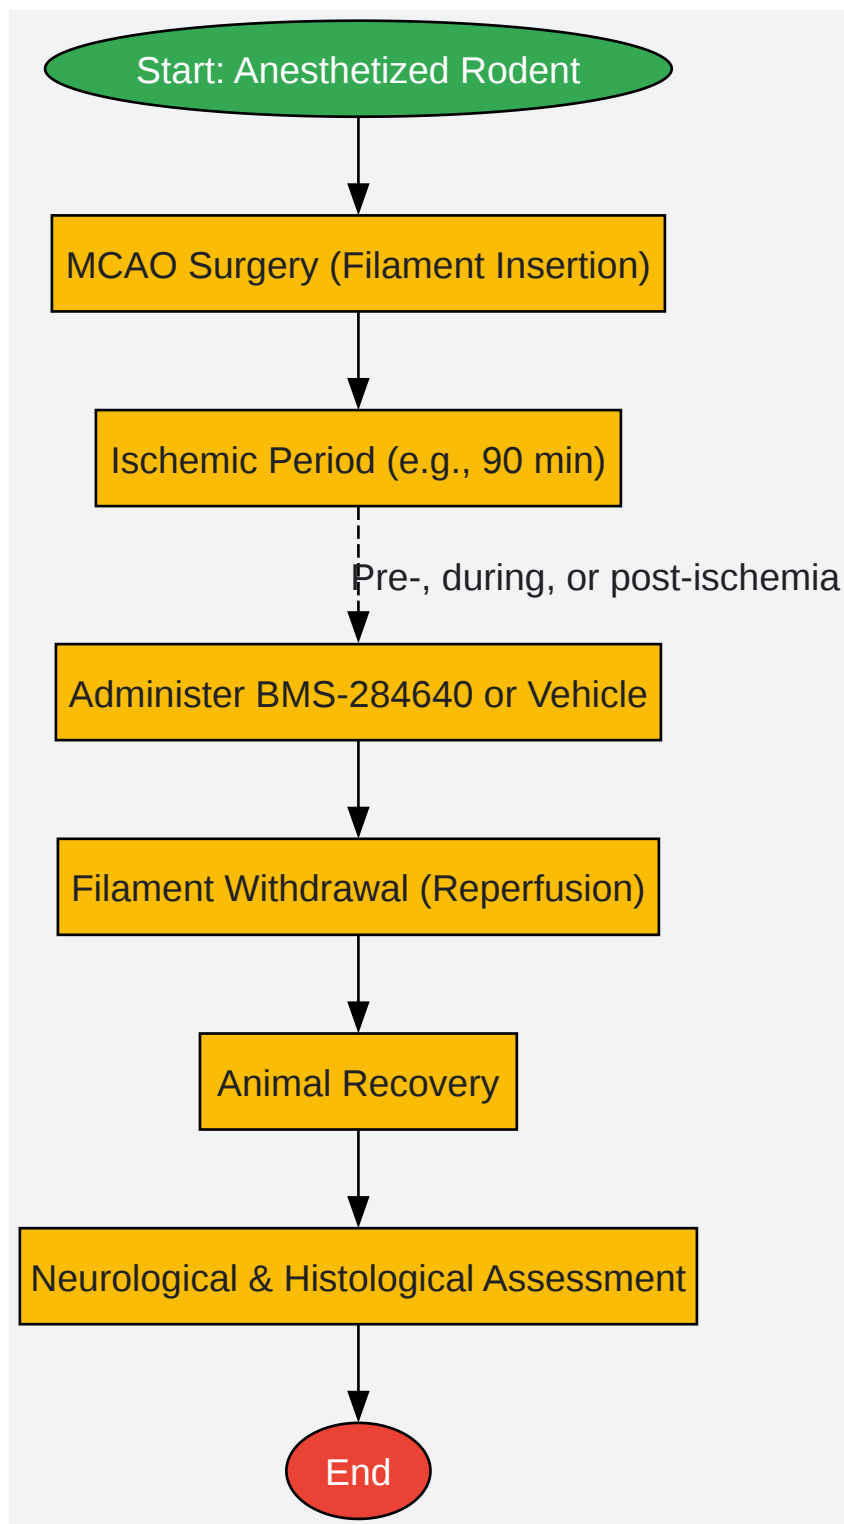 Start: Anesthetized Rodent
MCAO Surgery (Filament Insertion)
Ischemic Period (e.g., 90 min)
Pre-, during, or post-ischemia
Administer BMS-284640 or Vehicle
Filament Withdrawal (Reperfusion)
Animal Recovery
Neurological & Histological Assessment
End